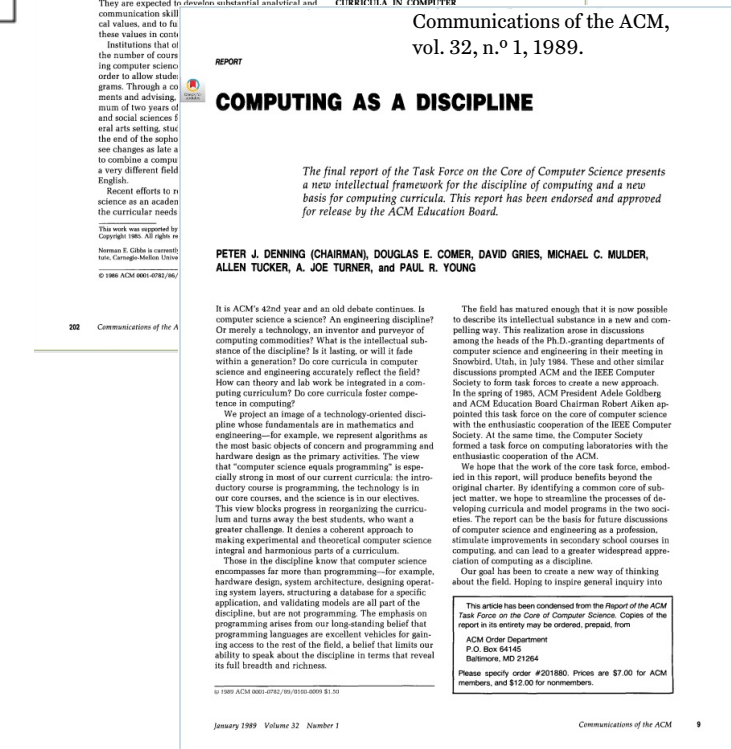 They are expected to develop substantial analytical and
communication skill
cal values, and to fu
these values in cont
Institutions that of
the number of cours
ing computer scienc
order to allow stude
grams. Through a co
ments and advising,
mum of two years of
and social sciences f
eral arts setting, stud
the end of the sopho
see changes as late a
to combine a compu
a very different field
English.
Recent efforts to r
science as an academ
the curricular needs
This work was supported by
Copyright 1985. All rights re
Norman E. Gibbs is currently
tute, Carnegie-Mellon Unive
© 1986 ACM 0001-0782/86/
202 Communications of the A
CURRICULA IN COMPUTER
Communications of the ACM,
vol. 32, n.º 1, 1989.
REPORT
COMPUTING AS A DISCIPLINE
The final report of the Task Force on the Core of Computer Science presents
a new intellectual framework for the discipline of computing and a new
basis for computing curricula. This report has been endorsed and approved
for release by the ACM Education Board.
PETER J. DENNING (CHAIRMAN), DOUGLAS E. COMER, DAVID GRIES, MICHAEL C. MULDER,
ALLEN TUCKER, A. JOE TURNER, and PAUL R. YOUNG
It is ACM's 42nd year and an old debate continues. Is
computer science a science? An engineering discipline?
Or merely a technology, an inventor and purveyor of
computing commodities? What is the intellectual sub-
stance of the discipline? Is it lasting, or will it fade
within a generation? Do core curricula in computer
science and engineering accurately reflect the field?
How can theory and lab work be integrated in a com-
puting curriculum? Do core curricula foster compe-
tence in computing?
We project an image of a technology-oriented disci-
pline whose fundamentals are in mathematics and
engineering—for example, we represent algorithms as
the most basic objects of concern and programming and
hardware design as the primary activities. The view
that "computer science equals programming" is espe-
cially strong in most of our current curricula: the intro-
ductory course is programming, the technology is in
our core courses, and the science is in our electives.
This view blocks progress in reorganizing the curricu-
lum and turns away the best students, who want a
greater challenge. It denies a coherent approach to
making experimental and theoretical computer science
integral and harmonious parts of a curriculum.
Those in the discipline know that computer science
encompasses far more than programming—for example,
hardware design, system architecture, designing operat-
ing system layers, structuring a database for a specific
application, and validating models are all part of the
discipline, but are not programming. The emphasis on
programming arises from our long-standing belief that
programming languages are excellent vehicles for gain-
ing access to the rest of the field, a belief that limits our
ability to speak about the discipline in terms that reveal
its full breadth and richness.
© 1989 ACM 0001-0782/89/0100-0009 $1.50
The field has matured enough that it is now possible
to describe its intellectual substance in a new and com-
pelling way. This realization arose in discussions
among the heads of the Ph.D.-granting departments of
computer science and engineering in their meeting in
Snowbird, Utah, in July 1984. These and other similar
discussions prompted ACM and the IEEE Computer
Society to form task forces to create a new approach.
In the spring of 1985, ACM President Adele Goldberg
and ACM Education Board Chairman Robert Aiken ap-
pointed this task force on the core of computer science
with the enthusiastic cooperation of the IEEE Computer
Society. At the same time, the Computer Society
formed a task force on computing laboratories with the
enthusiastic cooperation of the ACM.
We hope that the work of the core task force, embod-
ied in this report, will produce benefits beyond the
original charter. By identifying a common core of sub-
ject matter, we hope to streamline the processes of de-
veloping curricula and model programs in the two soci-
eties. The report can be the basis for future discussions
of computer science and engineering as a profession,
stimulate improvements in secondary school courses in
computing, and can lead to a greater widespread appre-
ciation of computing as a discipline.
Our goal has been to create a new way of thinking
about the field. Hoping to inspire general inquiry into
This article has been condensed from the Report of the ACM
Task Force on the Core of Computer Science. Copies of the
report in its entirety may be ordered, prepaid, from
ACM Order Department
P.O. Box 64145
Baltimore, MD 21264
Please specify order #201880. Prices are $7.00 for ACM
members, and $12.00 for nonmembers.
January 1989 Volume 32 Number 1
Communications of the ACM 9